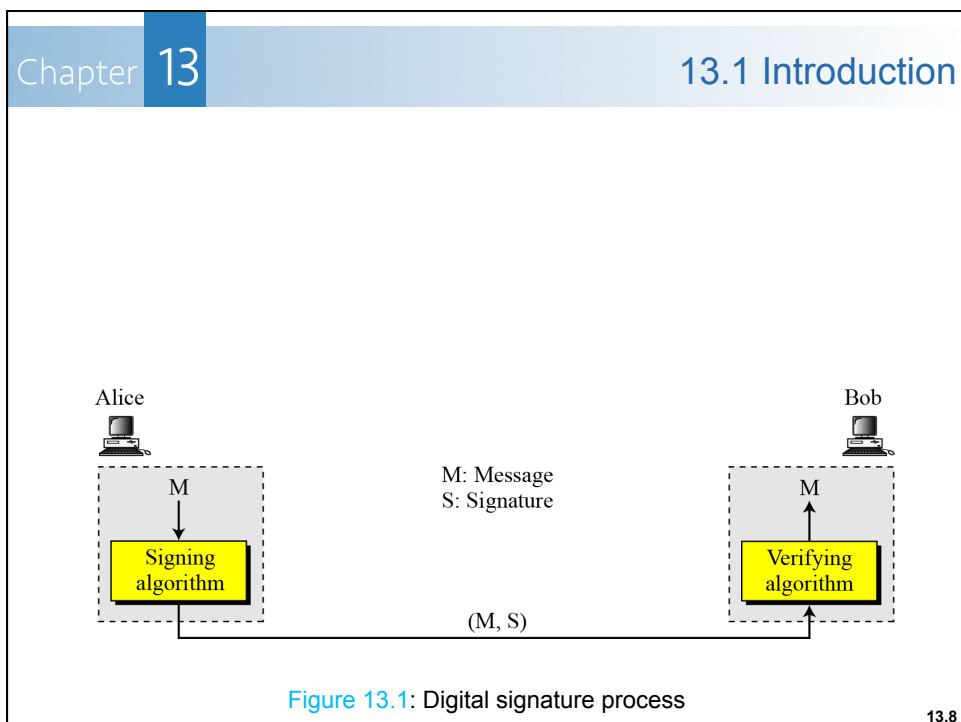 Chapter 13
13.1 Introduction
Alice
Bob
M: Message
S: Signature
M
M
Signing
algorithm
Verifying
algorithm
(M, S)
Figure 13.1: Digital signature process
13.8